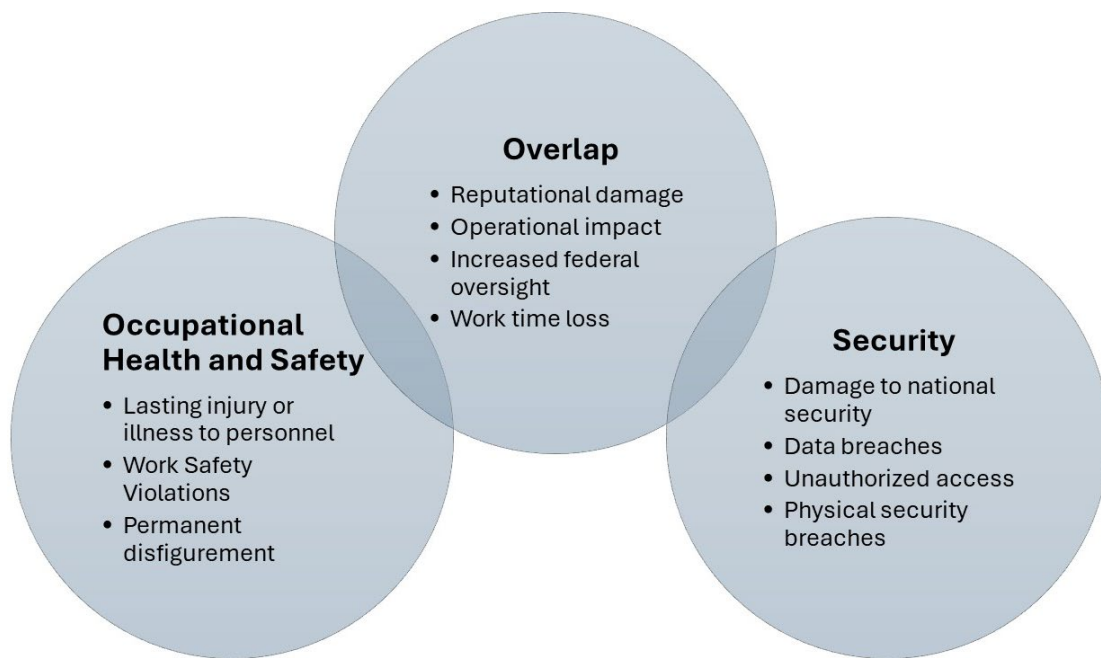 Overlap
• Reputational damage
• Operational impact
• Increased federal
oversight
• Work time loss
Occupational
Health and Safety
• Lasting injury or
illness to personnel
• Work Safety
Violations
• Permanent
disfigurement
Security
• Damage to national
security
• Data breaches
• Unauthorized access
• Physical security
breaches